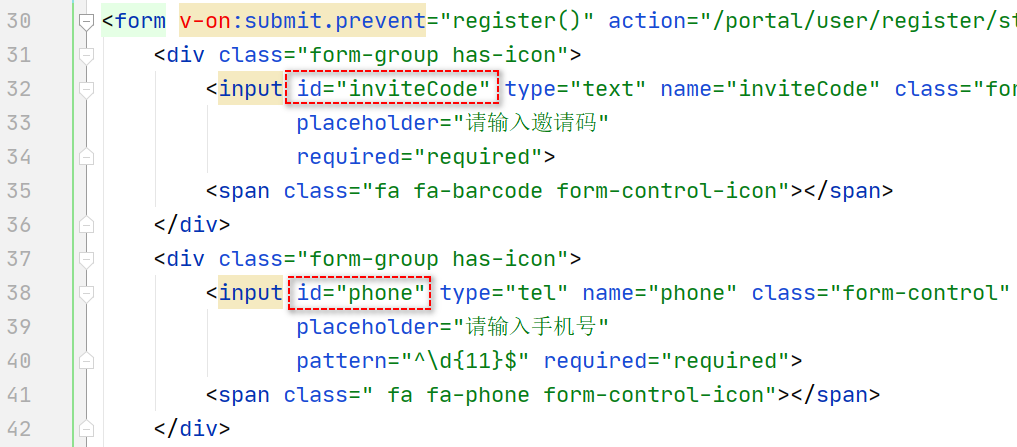 30 <form v-on:submit.prevent="register()" action="/portal/user/register/st
31 <div class="form-group has-icon">
32 <input id="inviteCode" type="text" name="inviteCode" class="for
33 placeholder="请输入邀请码"
34 required="required">
35 <span class="fa fa-barcode form-control-icon"></span>
36 </div>
37 <div class="form-group has-icon">
38 <input id="phone" type="tel" name="phone" class="form-control"
39 placeholder="请输入手机号"
40 pattern="^\d{11}$" required="required">
41 <span class=" fa fa-phone form-control-icon"></span>
42 </div>